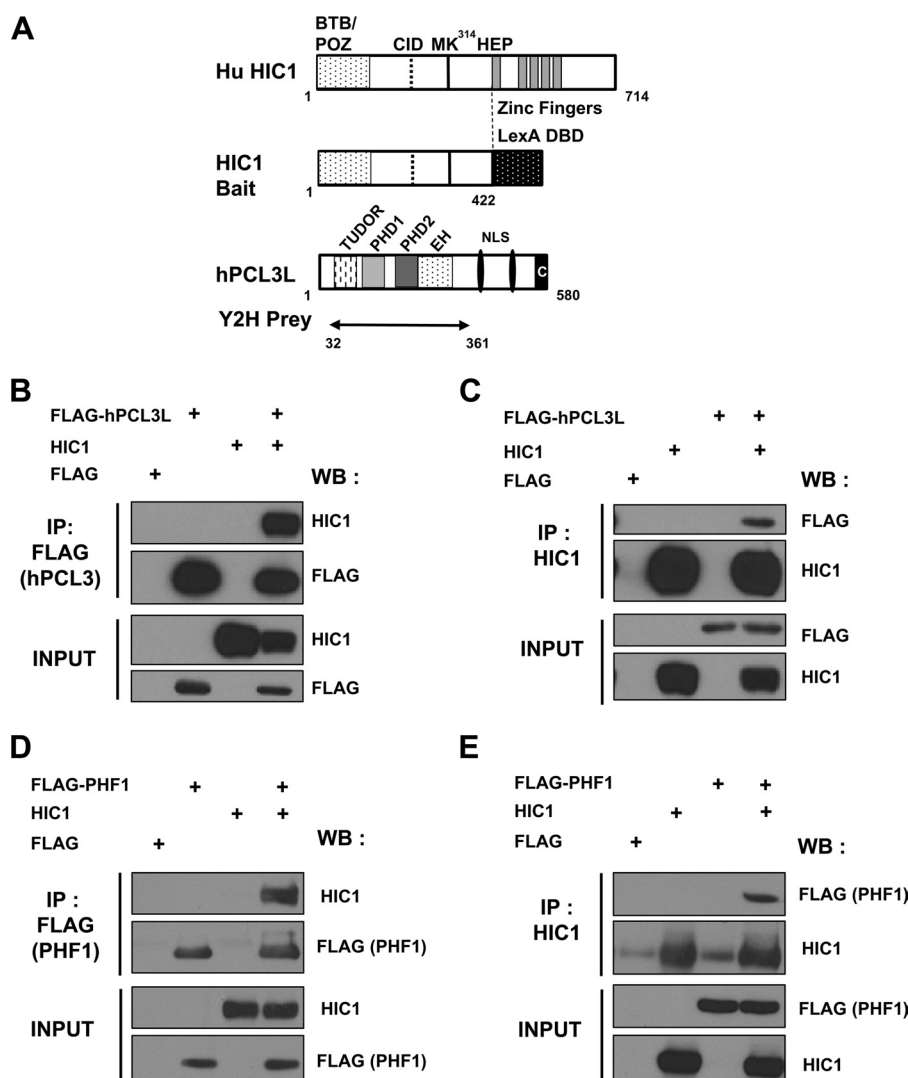 A
BTB/
POZ CID MK314HEP
Hu HIC1
1 714
Zinc Fingers
LexA DBD
HIC1
Bait
1 422
TUDOR PHD1 PHD2 EH NLS
hPCL3L C
1 580
Y2H Prey
32 361
B
FLAG-hPCL3L + +
HIC1 + +
FLAG + WB :
IP:
FLAG
(hPCL3)
HIC1
FLAG
INPUT
HIC1
FLAG
C
FLAG-hPCL3L + +
HIC1 + +
FLAG + WB :
IP :
HIC1
FLAG
HIC1
INPUT
FLAG
HIC1
D
FLAG-PHF1 + +
HIC1 + +
FLAG + WB :
IP :
FLAG
(PHF1)
HIC1
FLAG (PHF1)
INPUT
HIC1
FLAG (PHF1)
E
FLAG-PHF1 + +
HIC1 + +
FLAG + WB :
IP :
HIC1
FLAG (PHF1)
HIC1
INPUT
FLAG (PHF1)
HIC1